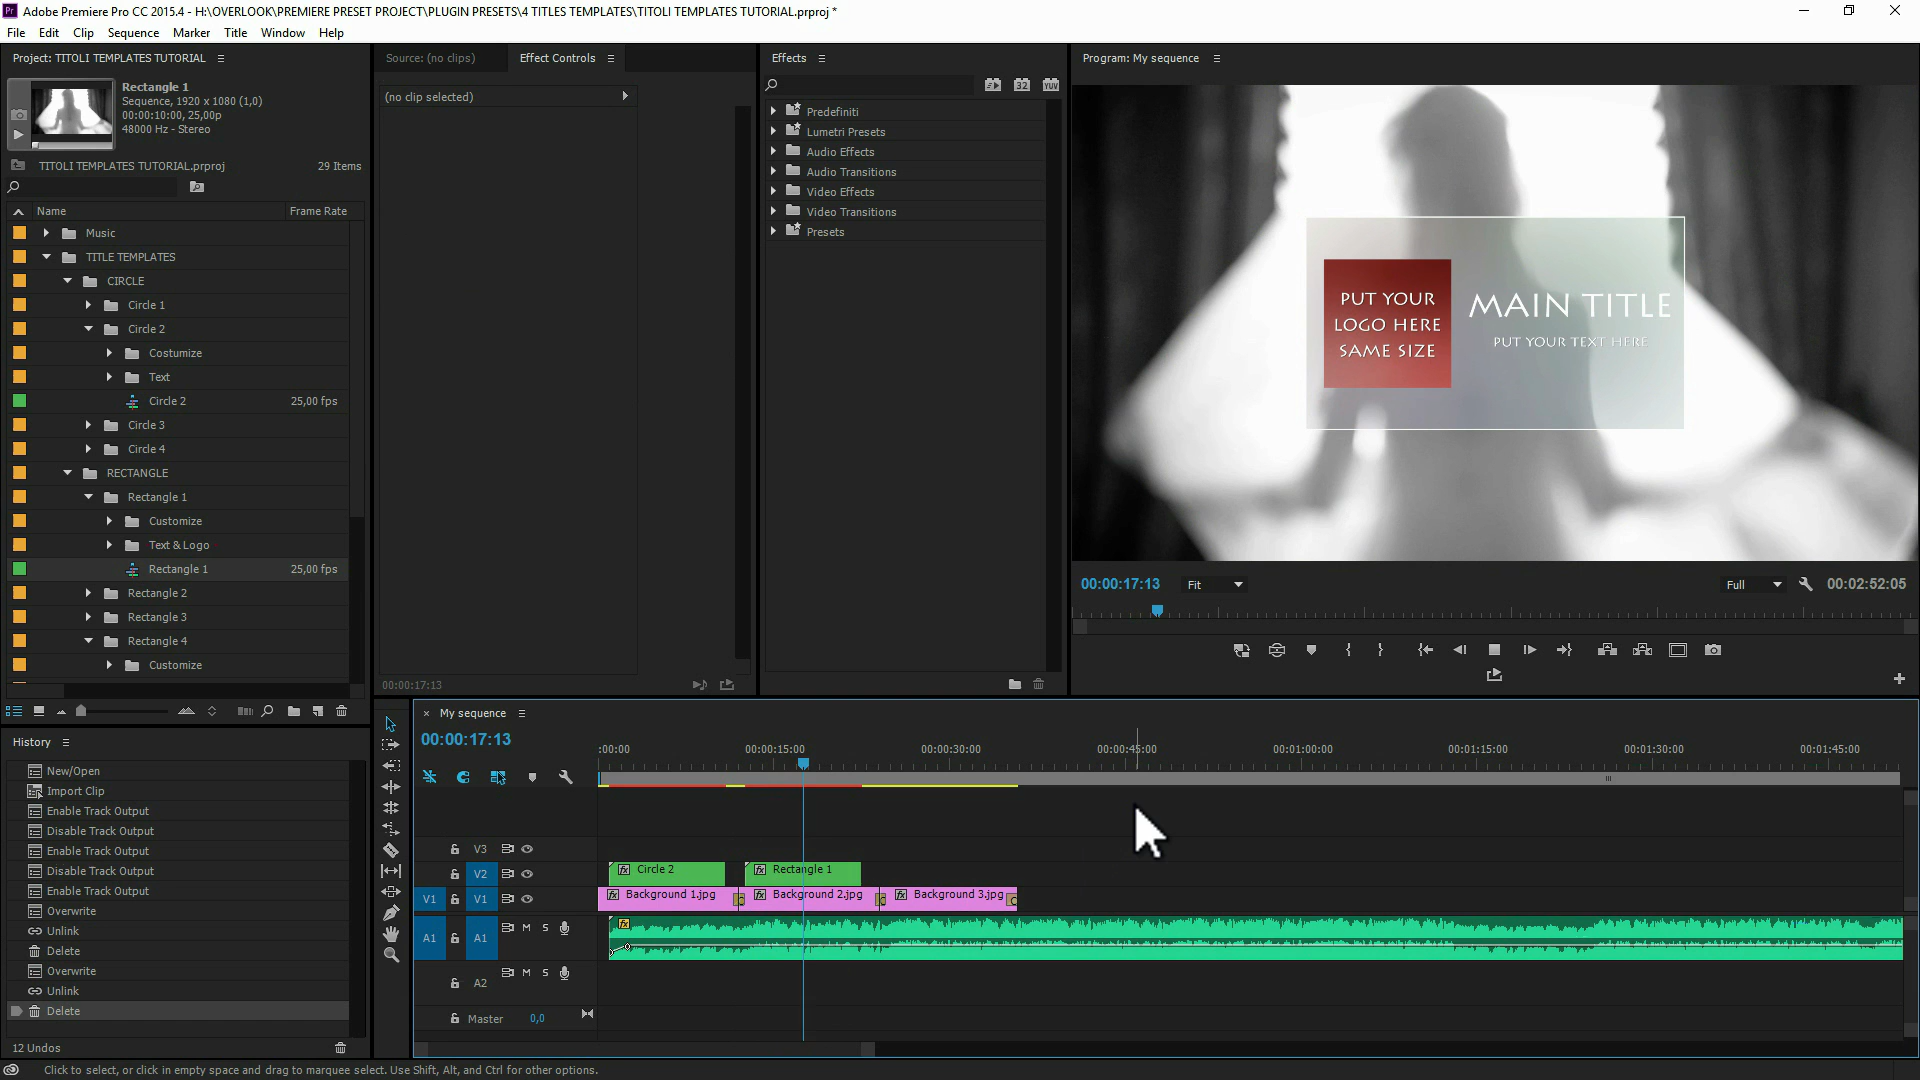 Adobe Premiere Pro CC 2015.4 - H:\OVERLOOK\PREMIERE PRESET PROJECT\PLUGIN PRESETS\4 TITLES TEMPLATES\TITOLI TEMPLATES TUTORIAL.prproj *
File Edit Clip Sequence Marker Title Window Help
Project: TITOLI TEMPLATES TUTORIAL
Rectangle 1
Sequence, 1920 x 1080 (1,0)
00:00:10:00, 25,00p
48000 Hz - Stereo
TITOLI TEMPLATES TUTORIAL.prproj 29 Items
Name Frame Rate
Music
TITLE TEMPLATES
CIRCLE
Circle 1
Circle 2
Costumize
Text
Circle 2 25,00 fps
Circle 3
Circle 4
RECTANGLE
Rectangle 1
Customize
Text & Logo
Rectangle 1 25,00 fps
Rectangle 2
Rectangle 3
Rectangle 4
Customize
Source: (no clips) Effect Controls
(no clip selected)
00:00:17:13
Effects
32 YUV
Predefiniti
Lumetri Presets
Audio Effects
Audio Transitions
Video Effects
Video Transitions
Presets
Program: My sequence
PUT YOUR
LOGO HERE
SAME SIZE
MAIN TITLE
PUT YOUR TEXT HERE
00:00:17:13 Fit Full 00:02:52:05
History
New/Open
Import Clip
Enable Track Output
Disable Track Output
Enable Track Output
Disable Track Output
Enable Track Output
Overwrite
Unlink
Delete
Overwrite
Unlink
Delete
12 Undos
× My sequence
00:00:17:13
:00:00 00:00:15:00 00:00:30:00 00:00:45:00 00:01:00:00 00:01:15:00 00:01:30:00 00:01:45:00
V3
V2 fx Circle 2 fx Rectangle 1
V1 V1 fx Background 1.jpg fx Background 2.jpg fx Background 3.jpg
A1 A1 M S fx
A2 M S
Master 0,0
Click to select, or click in empty space and drag to marquee select. Use Shift, Alt, and Ctrl for other options.